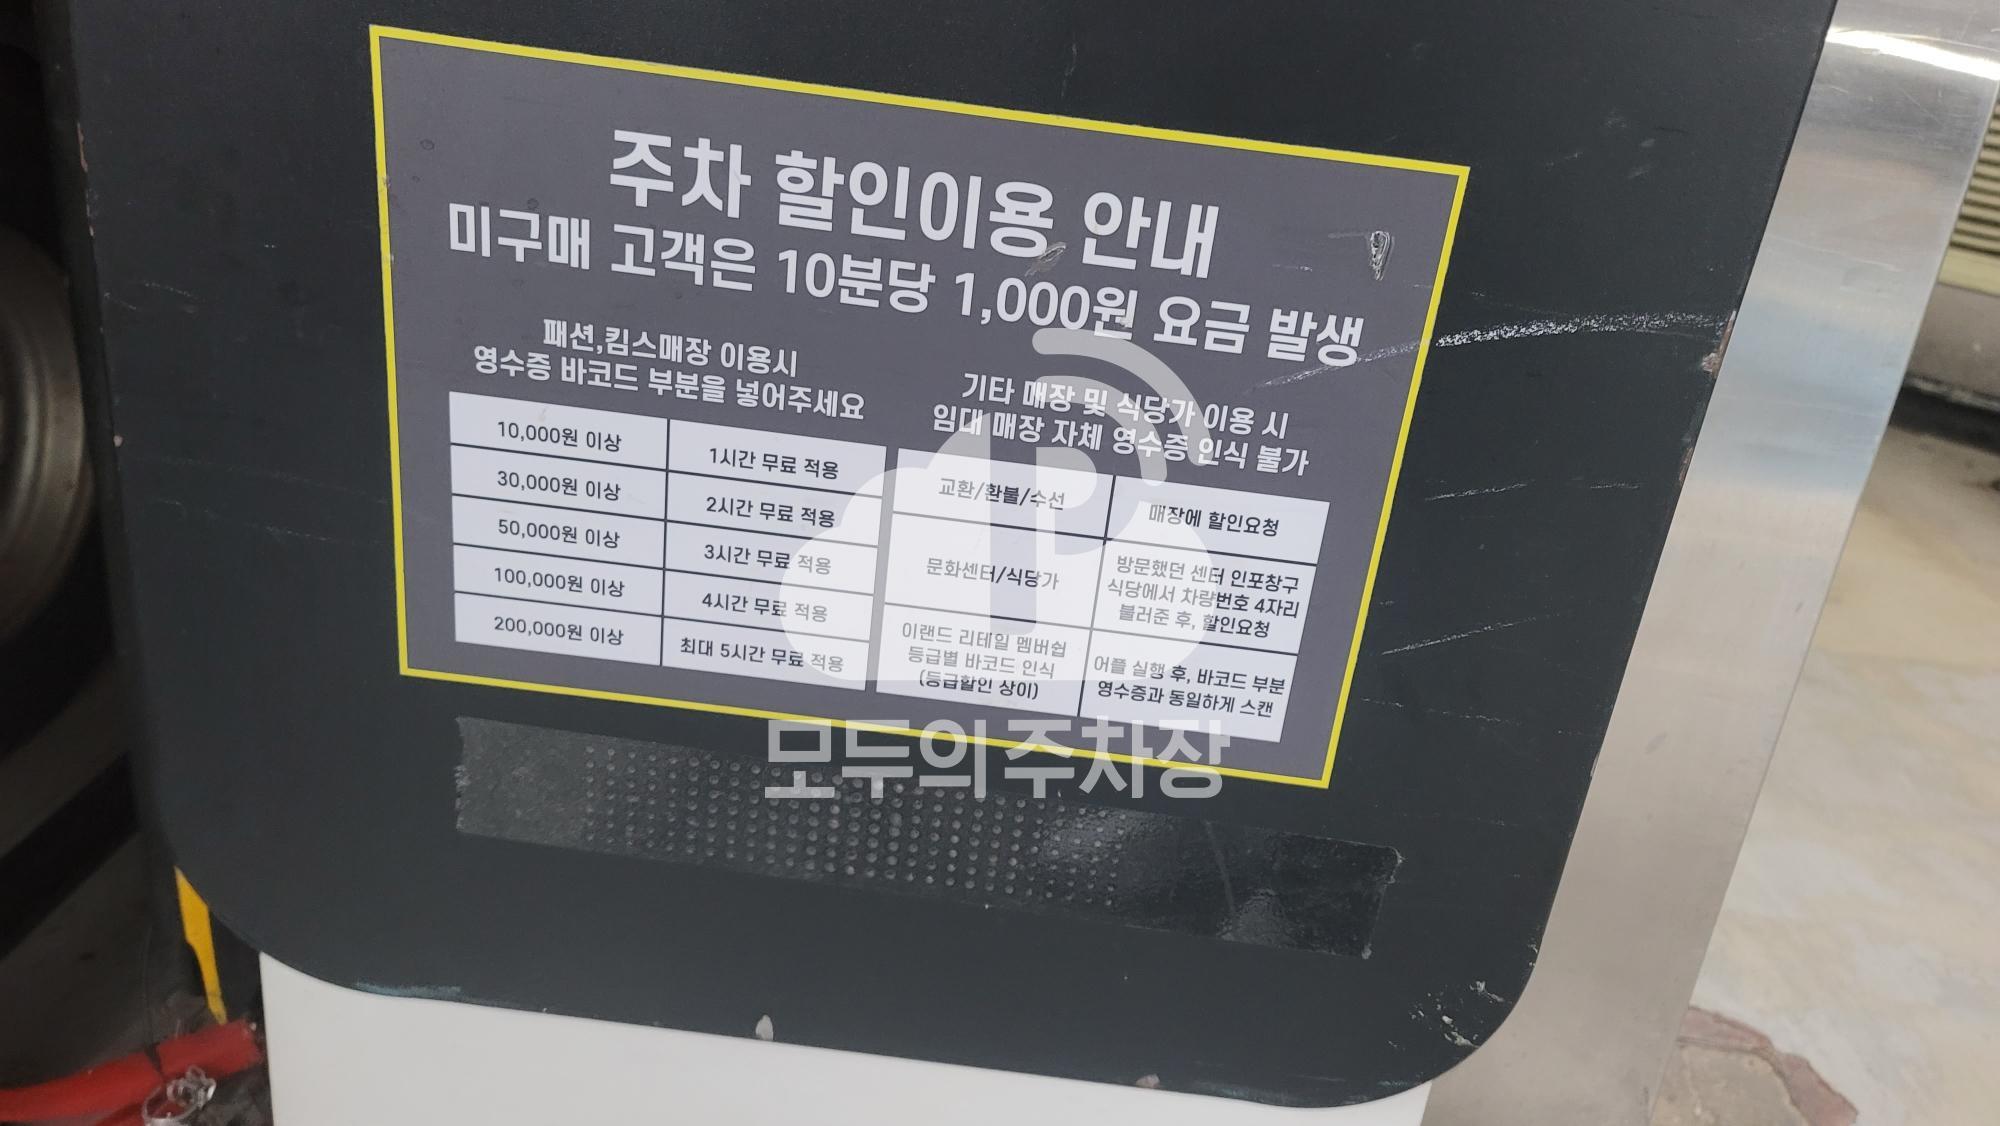 주차 할인이용 안내
미구매 고객은 10분당 1,000원 요금 발생
패션,킴스매장 이용시
영수증 바코드 부분을 넣어주세요
10,000원 이상
1시간 무료 적용
30,000원 이상
2시간 무료 적용
50,000원 이상
3시간 무료 적용
100,000원 이상
4시간 무료 적용
200,000원 이상
최대 5시간 무료 적용
기타 매장 및 식당가 이용 시
임대 매장 자체 영수증 인식 불가
교환/환불/수선
매장에 할인요청
문화센터/식당가
방문했던 센터 인포창구
식당에서 차량번호 4자리
불러준 후, 할인요청
이랜드 리테일 멤버쉽
등급별 바코드 인식
(등급할인 상이)
어플 실행 후, 바코드 부분
영수증과 동일하게 스캔
모두의주차장